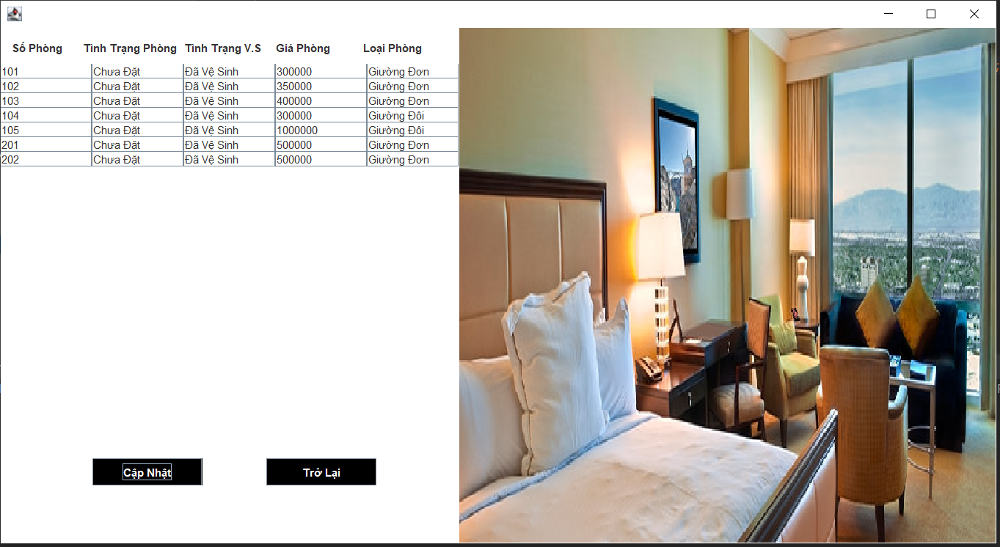 Số Phòng Tình Trạng Phòng Tình Trạng V.S Giá Phòng Loại Phòng
101 Chưa Đặt Đã Vệ Sinh 300000 Giường Đơn
102 Chưa Đặt Đã Vệ Sinh 350000 Giường Đơn
103 Chưa Đặt Đã Vệ Sinh 400000 Giường Đơn
104 Chưa Đặt Đã Vệ Sinh 300000 Giường Đôi
105 Chưa Đặt Đã Vệ Sinh 1000000 Giường Đôi
201 Chưa Đặt Đã Vệ Sinh 500000 Giường Đơn
202 Chưa Đặt Đã Vệ Sinh 500000 Giường Đơn
Cập Nhật Trở Lại